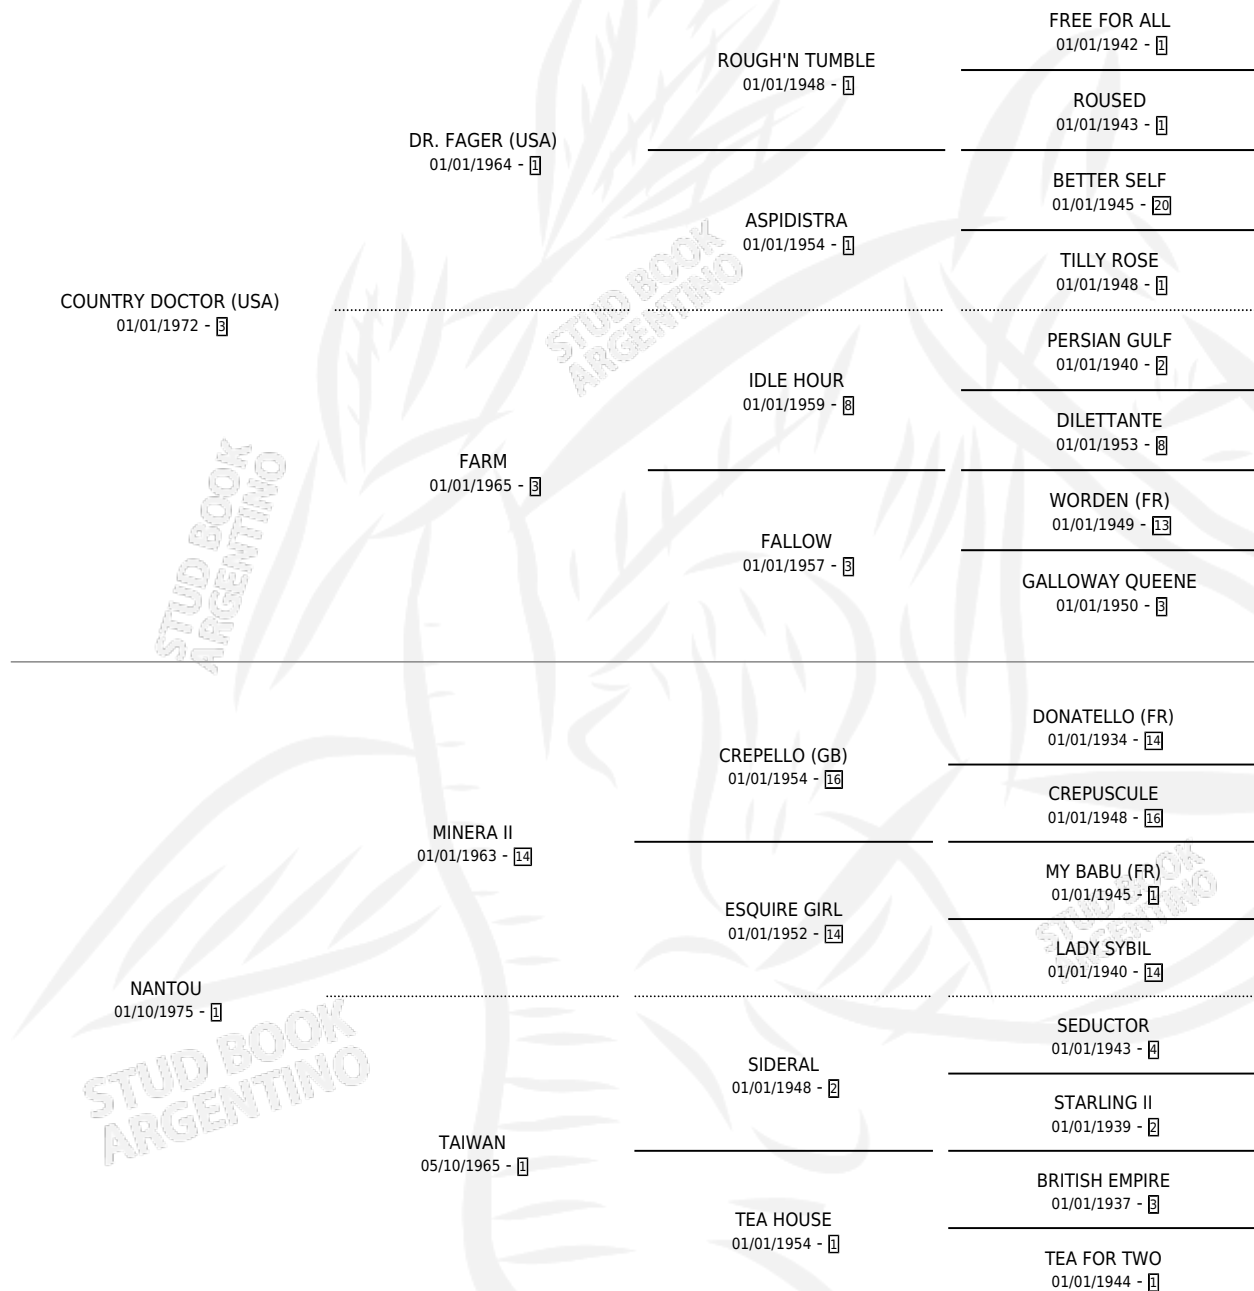 FREE FOR ALL
01/01/1942 - 1
ROUGH'N TUMBLE
01/01/1948 - 1
ROUSED
01/01/1943 - 1
DR. FAGER (USA)
01/01/1964 - 1
BETTER SELF
01/01/1945 - 20
ASPIDISTRA
01/01/1954 - 1
TILLY ROSE
01/01/1948 - 1
COUNTRY DOCTOR (USA)
01/01/1972 - 3
PERSIAN GULF
01/01/1940 - 2
IDLE HOUR
01/01/1959 - 8
DILETTANTE
01/01/1953 - 8
FARM
01/01/1965 - 3
WORDEN (FR)
01/01/1949 - 13
FALLOW
01/01/1957 - 3
GALLOWAY QUEENE
01/01/1950 - 3
DONATELLO (FR)
01/01/1934 - 14
CREPELLO (GB)
01/01/1954 - 16
CREPUSCULE
01/01/1948 - 16
MINERA II
01/01/1963 - 14
MY BABU (FR)
01/01/1945 - 1
ESQUIRE GIRL
01/01/1952 - 14
LADY SYBIL
01/01/1940 - 14
NANTOU
01/10/1975 - 1
SEDUCTOR
01/01/1943 - 4
SIDERAL
01/01/1948 - 2
STARLING II
01/01/1939 - 2
TAIWAN
05/10/1965 - 1
BRITISH EMPIRE
01/01/1937 - 3
TEA HOUSE
01/01/1954 - 1
TEA FOR TWO
01/01/1944 - 1
STUD BOOK
ARGENTINO
STUD BOOK
ARGENTINO
STUD BOOK
ARGENTINO
STUD BOOK
ARGENTINO